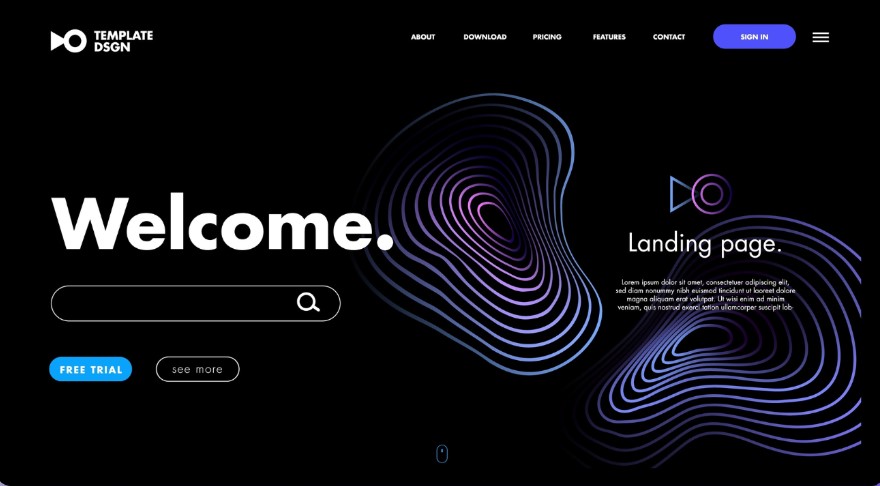 TEMPLATE
DSGN
ABOUT
DOWNLOAD
PRICING
FEATURES
CONTACT
SIGN IN
Welcome.
FREE TRIAL
see more
Landing page.
Lorem ipsum dolor sit amet, consectetuer adipiscing elit,
sed diam nonummy nibh euismod tincidunt ut laoreet dolore
magna aliquam erat volutpat. Ut wisi enim ad minim
veniam, quis nostrud exerci tation ullamcorper suscipit lob